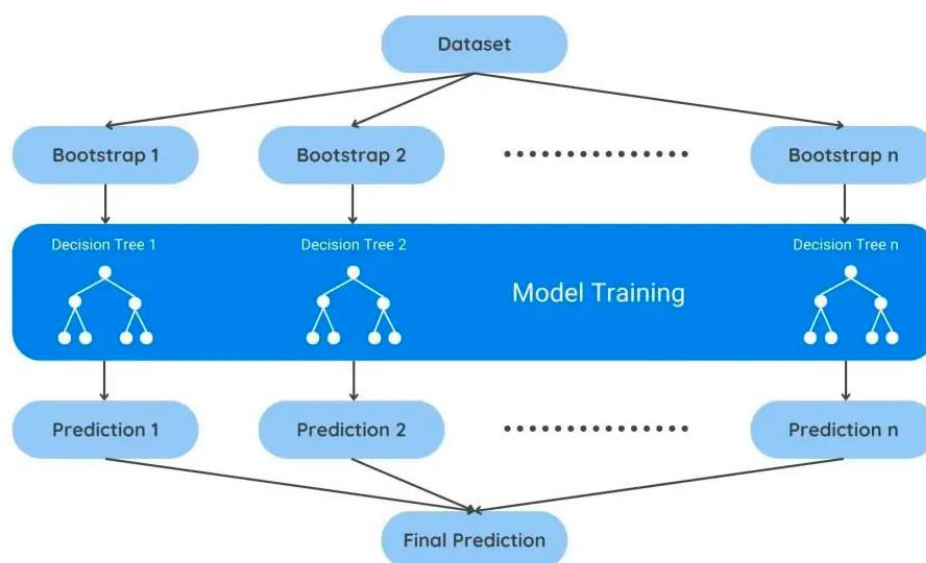 Dataset
Bootstrap 1
Bootstrap 2
Bootstrap n
Decision Tree 1
Decision Tree 2
Decision Tree n
Model Training
Prediction 1
Prediction 2
Prediction n
Final Prediction